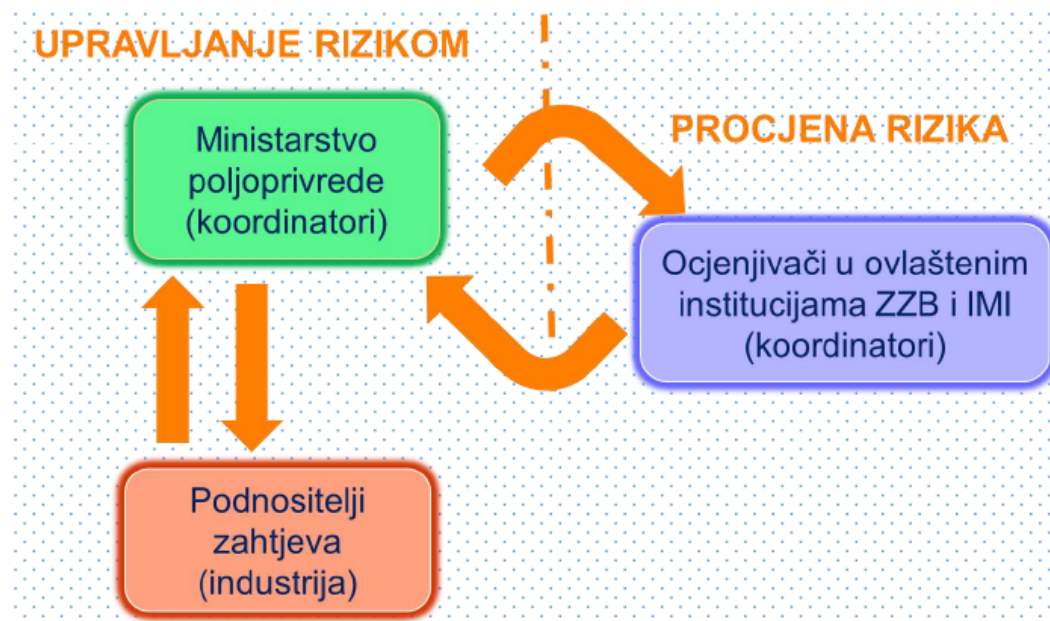 UPRAVLJANJE RIZIKOM
Ministarstvo
poljoprivrede
(koordinatori)
PROCJENA RIZIKA
Ocjenjivači u ovlaštenim
institucijama ZZB i IMI
(koordinatori)
Podnositelji
zahtjeva
(industrija)